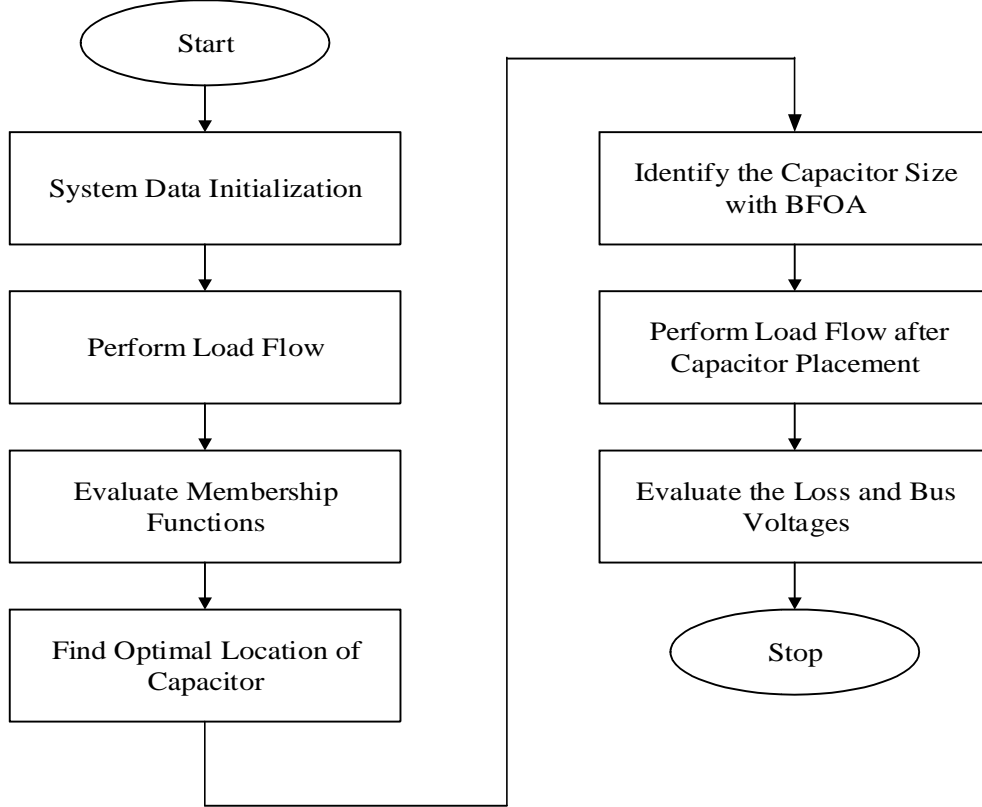 Start
System Data Initialization
Perform Load Flow
Evaluate Membership
Functions
Find Optimal Location of
Capacitor
Identify the Capacitor Size
with BFOA
Perform Load Flow after
Capacitor Placement
Evaluate the Loss and Bus
Voltages
Stop